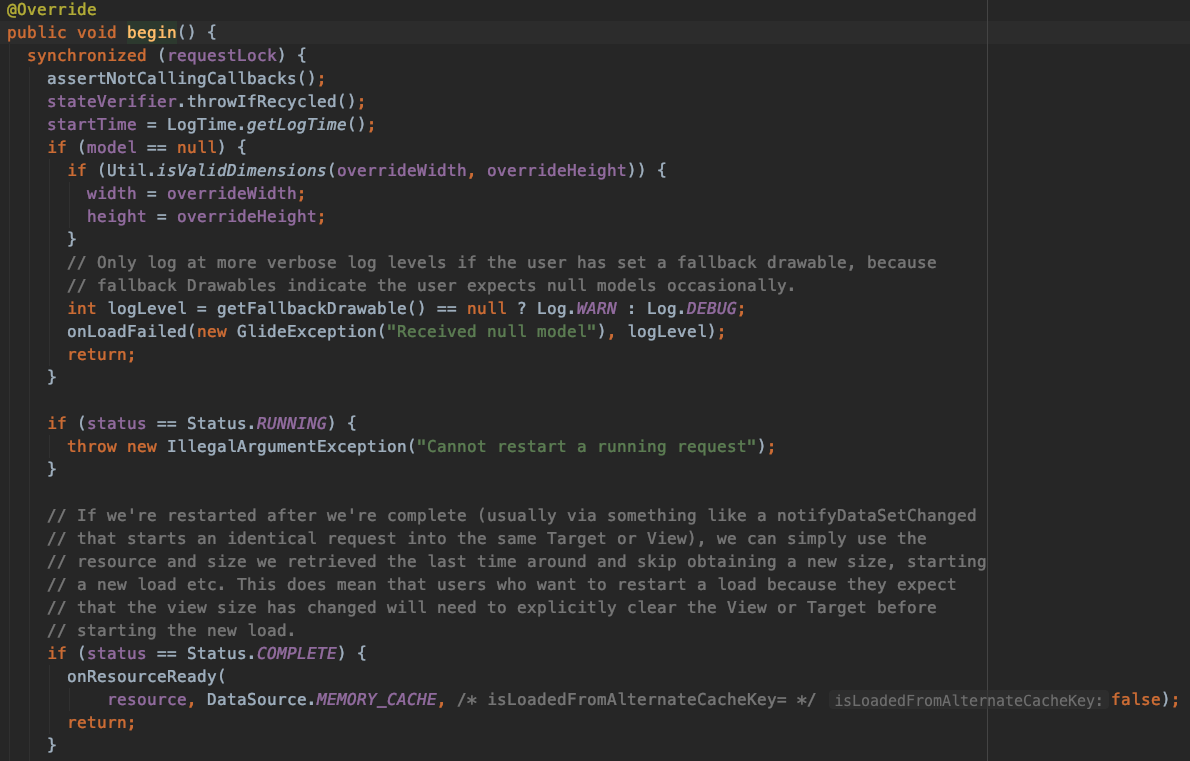 @Override
public void begin() {
  synchronized (requestLock) {
    assertNotCallingCallbacks();
    stateVerifier.throwIfRecycled();
    startTime = LogTime.getLogTime();
    if (model == null) {
      if (Util.isValidDimensions(overrideWidth, overrideHeight)) {
        width = overrideWidth;
        height = overrideHeight;
      }
      // Only log at more verbose log levels if the user has set a fallback drawable, because
      // fallback Drawables indicate the user expects null models occasionally.
      int logLevel = getFallbackDrawable() == null ? Log.WARN : Log.DEBUG;
      onLoadFailed(new GlideException("Received null model"), logLevel);
      return;
    }

    if (status == Status.RUNNING) {
      throw new IllegalArgumentException("Cannot restart a running request");
    }

    // If we're restarted after we're complete (usually via something like a notifyDataSetChanged
    // that starts an identical request into the same Target or View), we can simply use the
    // resource and size we retrieved the last time around and skip obtaining a new size, starting
    // a new load etc. This does mean that users who want to restart a load because they expect
    // that the view size has changed will need to explicitly clear the View or Target before
    // starting the new load.
    if (status == Status.COMPLETE) {
      onResourceReady(
          resource, DataSource.MEMORY_CACHE, /* isLoadedFromAlternateCacheKey= */ isLoadedFromAlternateCacheKey: false);
      return;
    }